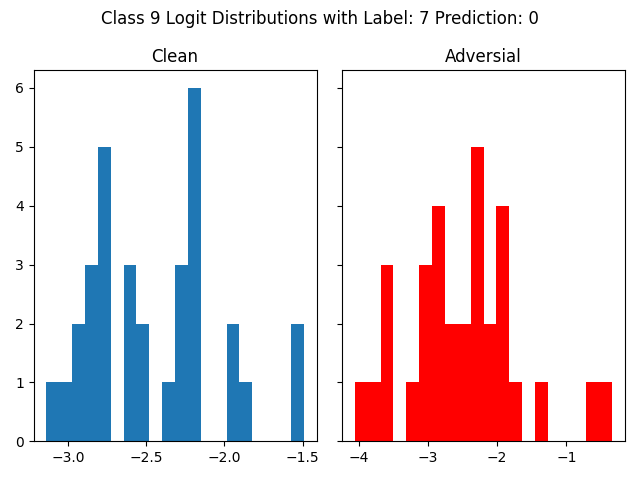 Class 9 Logit Distributions with Label: 7 Prediction: 0
Clean
Adversial
6
5
4
3
2
1
0
−3.0 −2.5 −2.0 −1.5
−4 −3 −2 −1